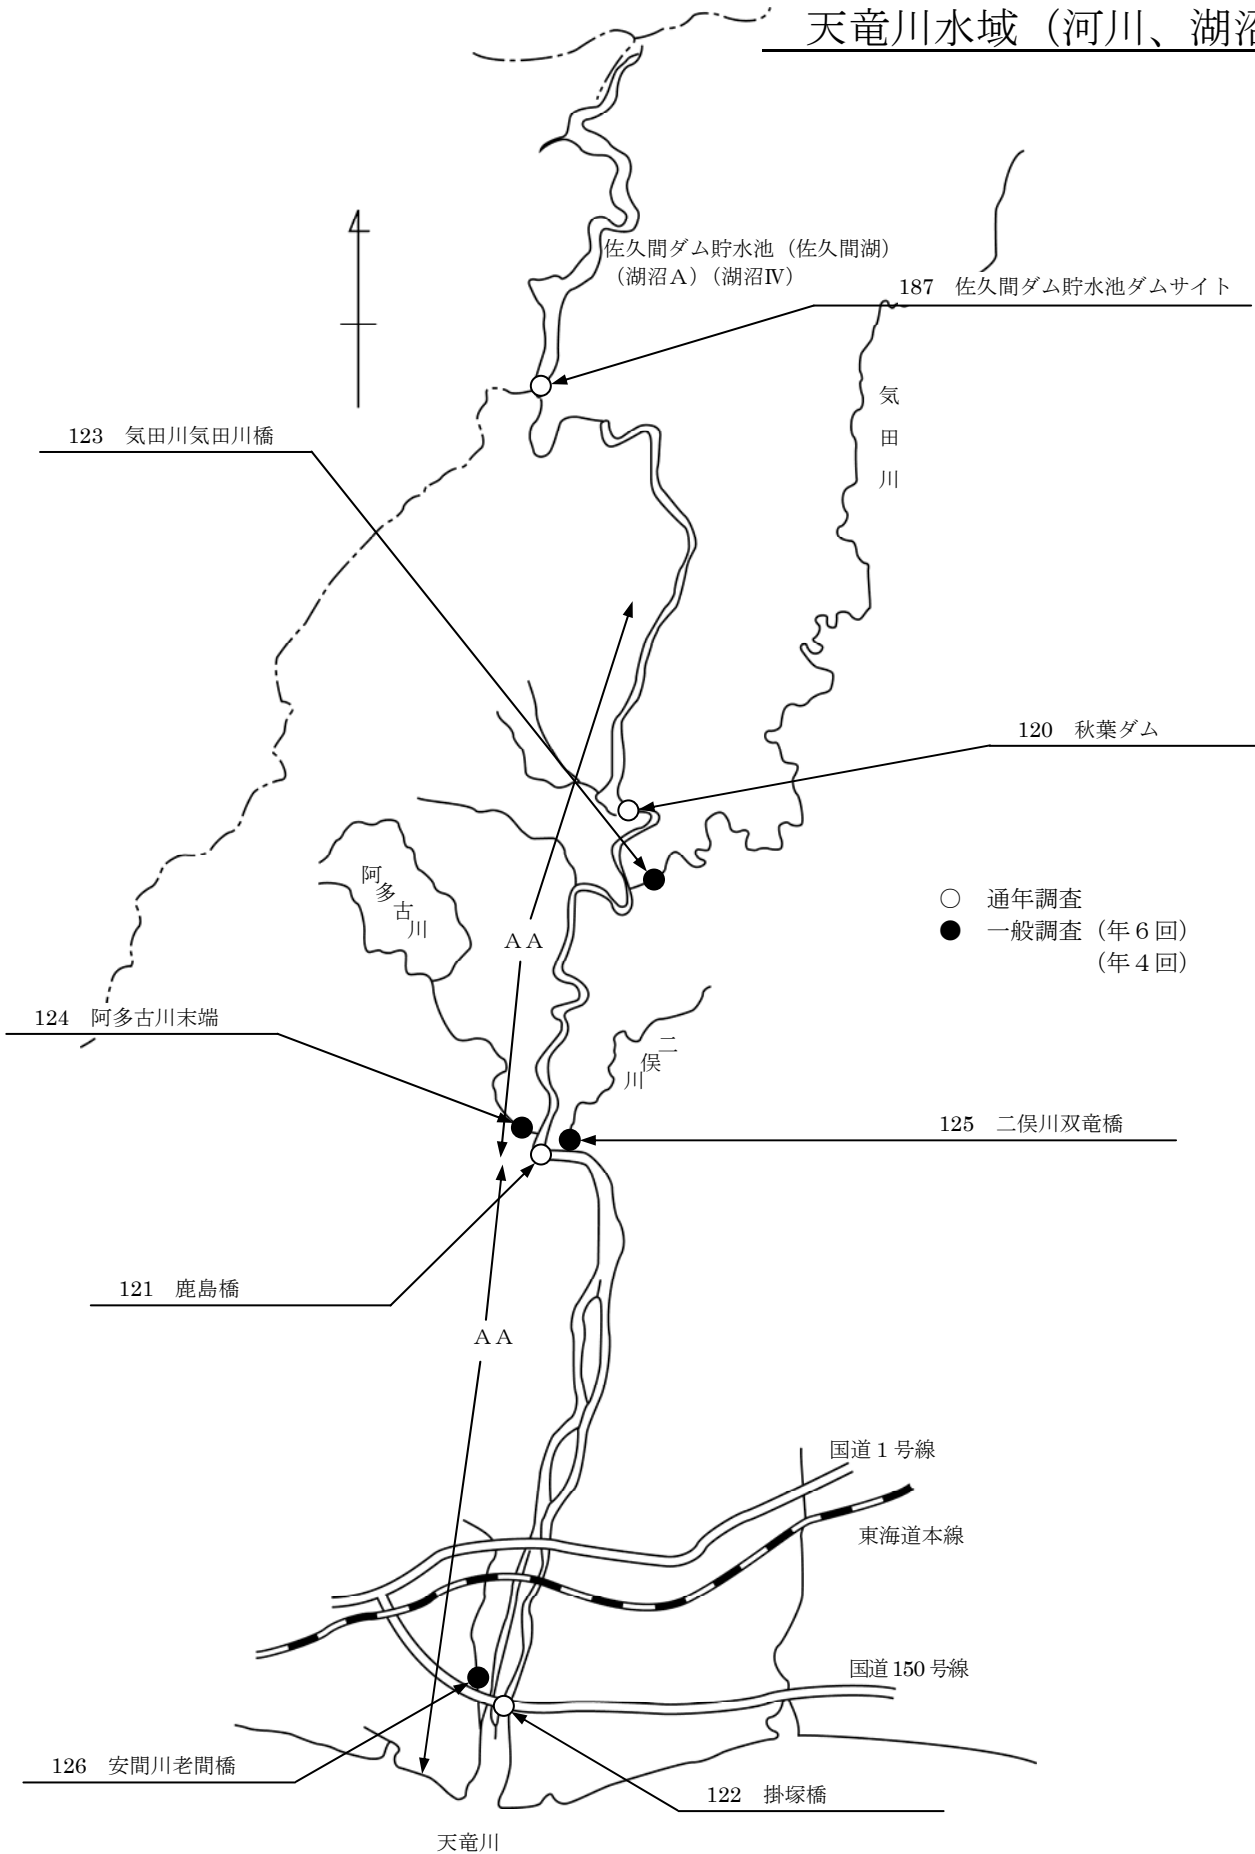 天竜川水域（河川、湖沼
佐久間ダム貯水池（佐久間湖）
（湖沼Ａ）（湖沼Ⅳ）
187　佐久間ダム貯水池ダムサイト
気田川
123　気田川気田川橋
120　秋葉ダム
阿多古川
○　通年調査
●　一般調査（年６回）
（年４回）
ＡＡ
124　阿多古川末端
二俣川
125　二俣川双竜橋
121　鹿島橋
ＡＡ
国道 1 号線
東海道本線
国道 150 号線
126　安間川老間橋
122　掛塚橋
天竜川